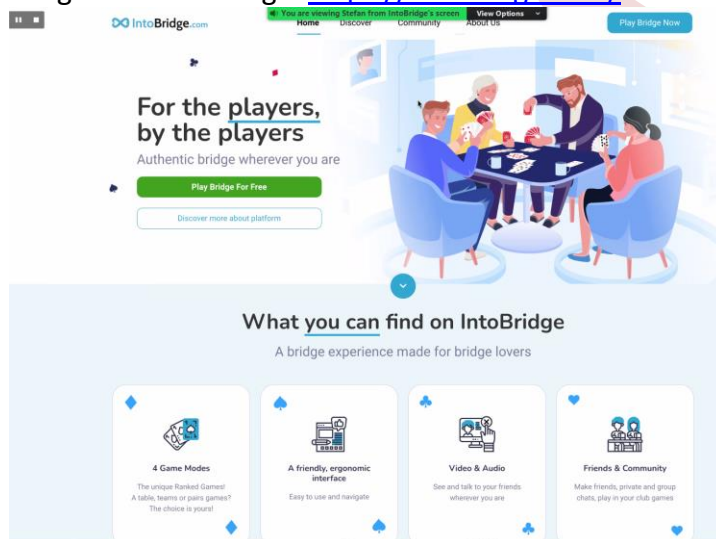 IntoBridge.com
You are viewing Stefan from IntoBridge's screen
View Options
Home
Discover
Community
About Us
Play Bridge Now
For the players,
by the players
Authentic bridge wherever you are
Play Bridge For Free
Discover more about platform
What you can find on IntoBridge
A bridge experience made for bridge lovers
4 Game Modes
The unique Ranked Games!
A table, teams or pairs games?
The choice is yours!
A friendly, ergonomic
interface
Easy to use and navigate
Video & Audio
See and talk to your friends
wherever you are
Friends & Community
Make friends, private and group
chats, play in your club games